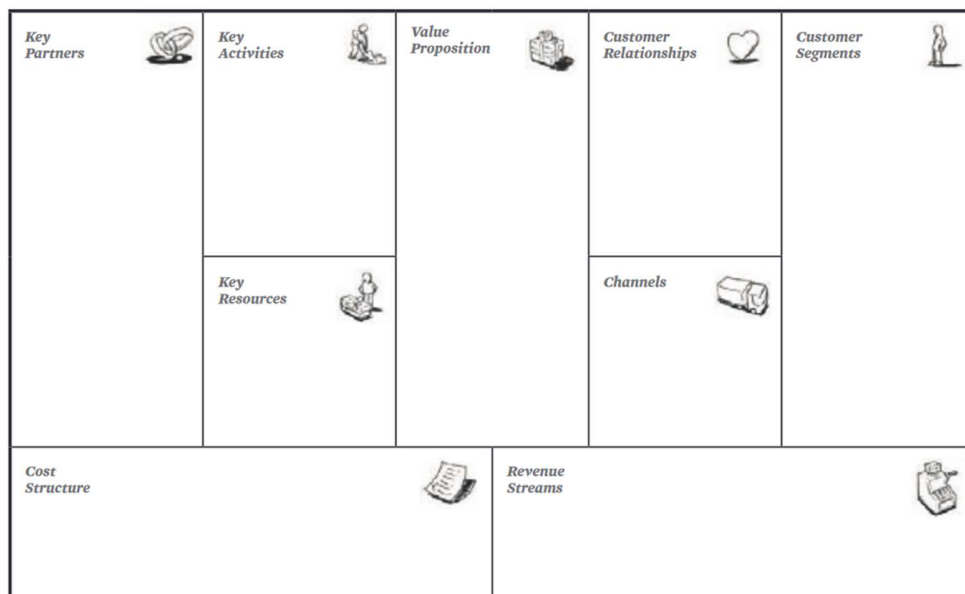 Key
Partners
Key
Activities
Value
Proposition
Customer
Relationships
Customer
Segments
Key
Resources
Channels
Cost
Structure
Revenue
Streams